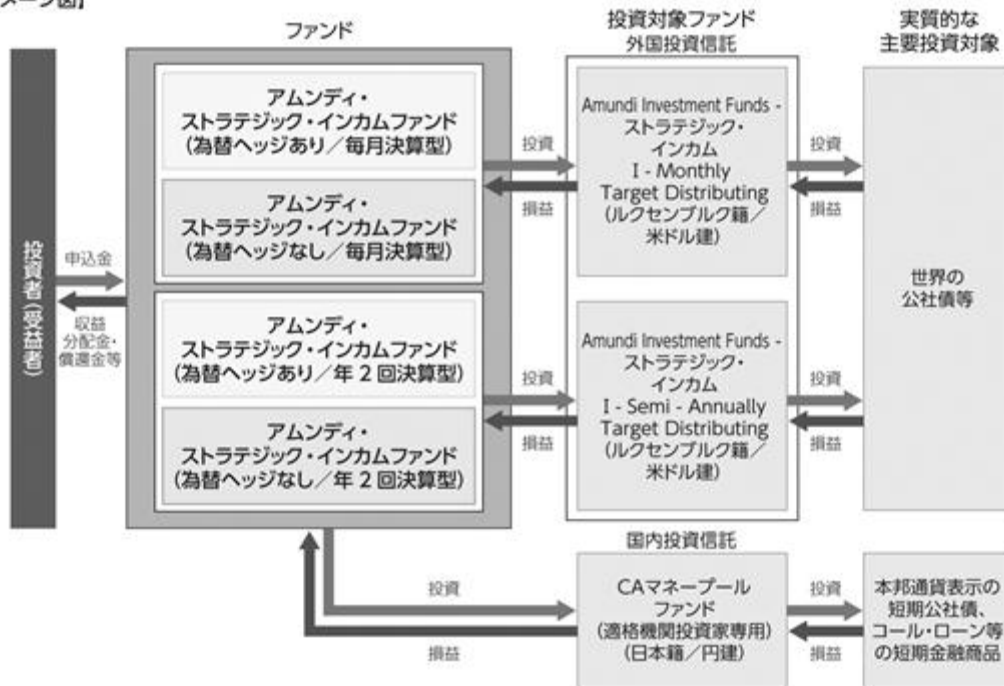 メージ図】
ファンド
投資対象ファンド
外国投資信託
実質的な
主要投資対象
投資者(受益者)
申込金
収益
分配金・
償還金等
アムンディ・
ストラテジック・インカムファンド
(為替ヘッジあり／毎月決算型)
アムンディ・
ストラテジック・インカムファンド
(為替ヘッジなし／毎月決算型)
投資
損益
Amundi Investment Funds -
ストラテジック・
インカム
I - Monthly
Target Distributing
(ルクセンブルク籍／
米ドル建)
投資
損益
アムンディ・
ストラテジック・インカムファンド
(為替ヘッジあり／年 2 回決算型)
アムンディ・
ストラテジック・インカムファンド
(為替ヘッジなし／年 2 回決算型)
投資
損益
Amundi Investment Funds -
ストラテジック・
インカム
I - Semi - Annually
Target Distributing
(ルクセンブルク籍／
米ドル建)
投資
損益
世界の
公社債等
国内投資信託
投資
損益
CAマネープール
ファンド
(適格機関投資家専用)
(日本籍／円建)
投資
損益
本邦通貨表示の
短期公社債、
コール・ローン等
の短期金融商品